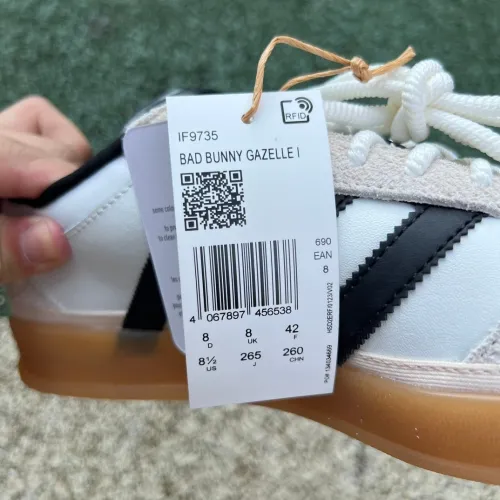 RFID
IF9735
BAD BUNNY GAZELLE I
690
EAN
8
4 067897 456538
8 8 42
D UK F
8½ 265 260
US J CHN